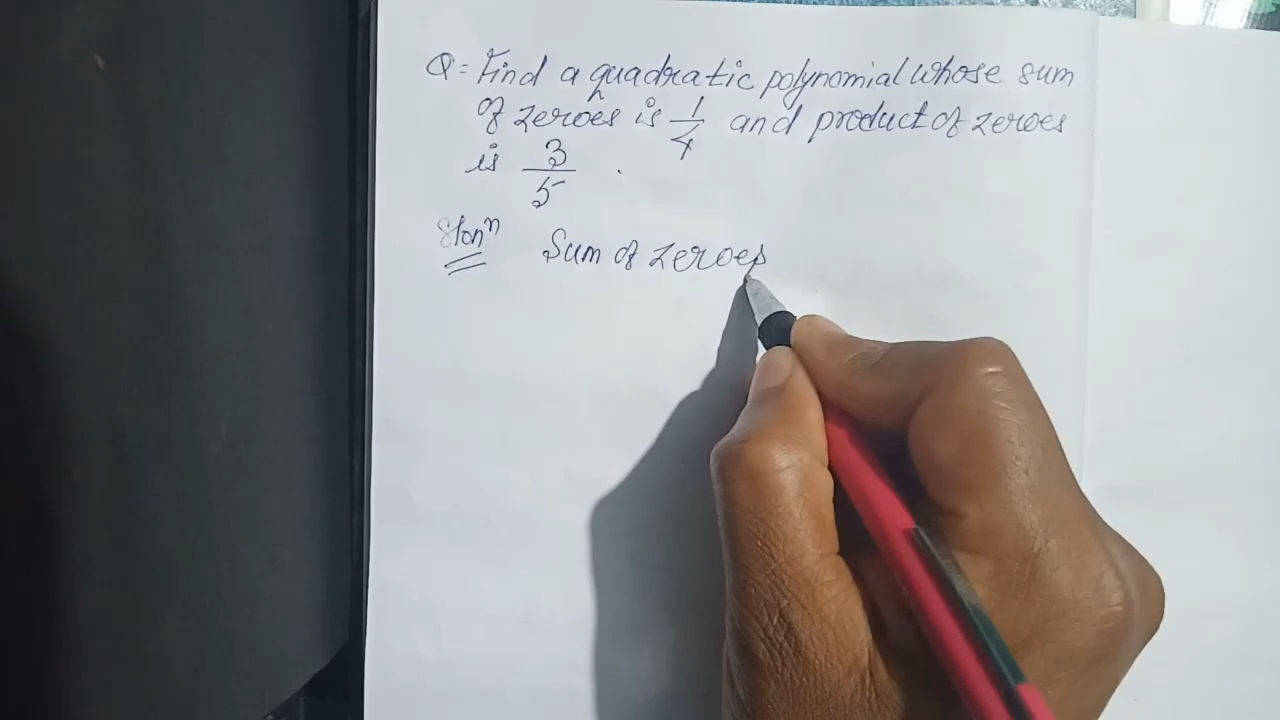 Q= Find a quadratic polynomial whose sum
of zeroes is 1/4 and product of zeroes
is 3/5 .
Slonⁿ Sum of zeroes